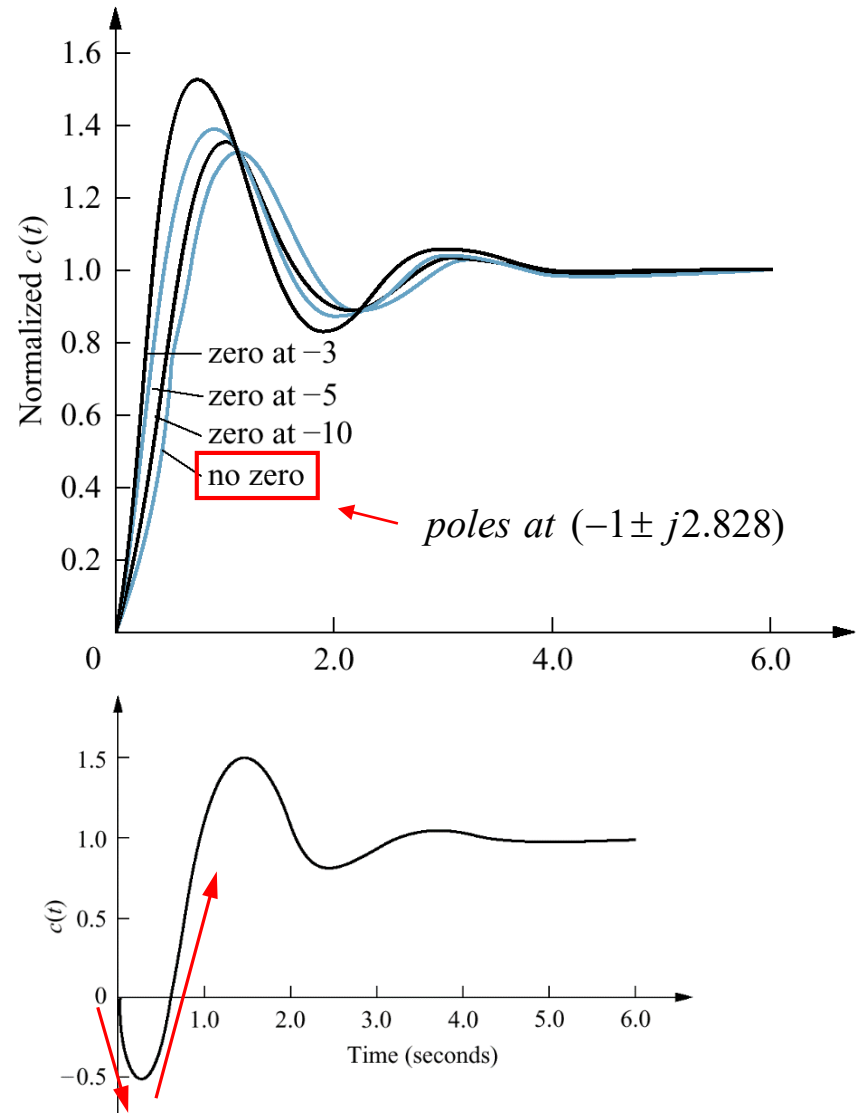 Normalized c(t)
1.6
1.4
1.2
1.0
0.8
0.6
0.4
0.2
0
2.0
4.0
6.0
zero at −3
zero at −5
zero at −10
no zero
poles at (−1± j2.828)
c(t)
1.5
1.0
0.5
0
−0.5
1.0
2.0
3.0
4.0
5.0
6.0
Time (seconds)